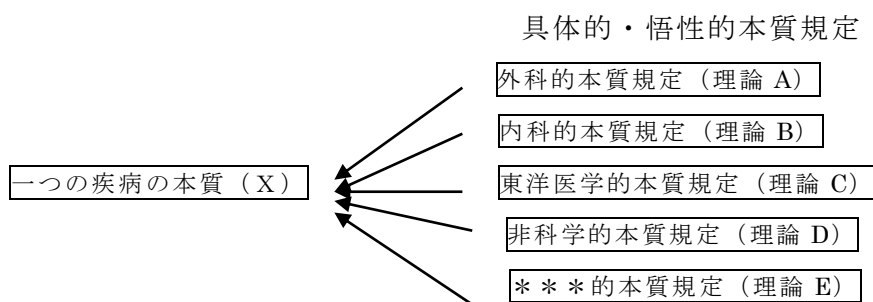 具体的・悟性的本質規定
外科的本質規定（理論 A）
内科的本質規定（理論 B）
一つの疾病の本質（X）
東洋医学的本質規定（理論 C）
非科学的本質規定（理論 D）
＊＊＊的本質規定（理論 E）